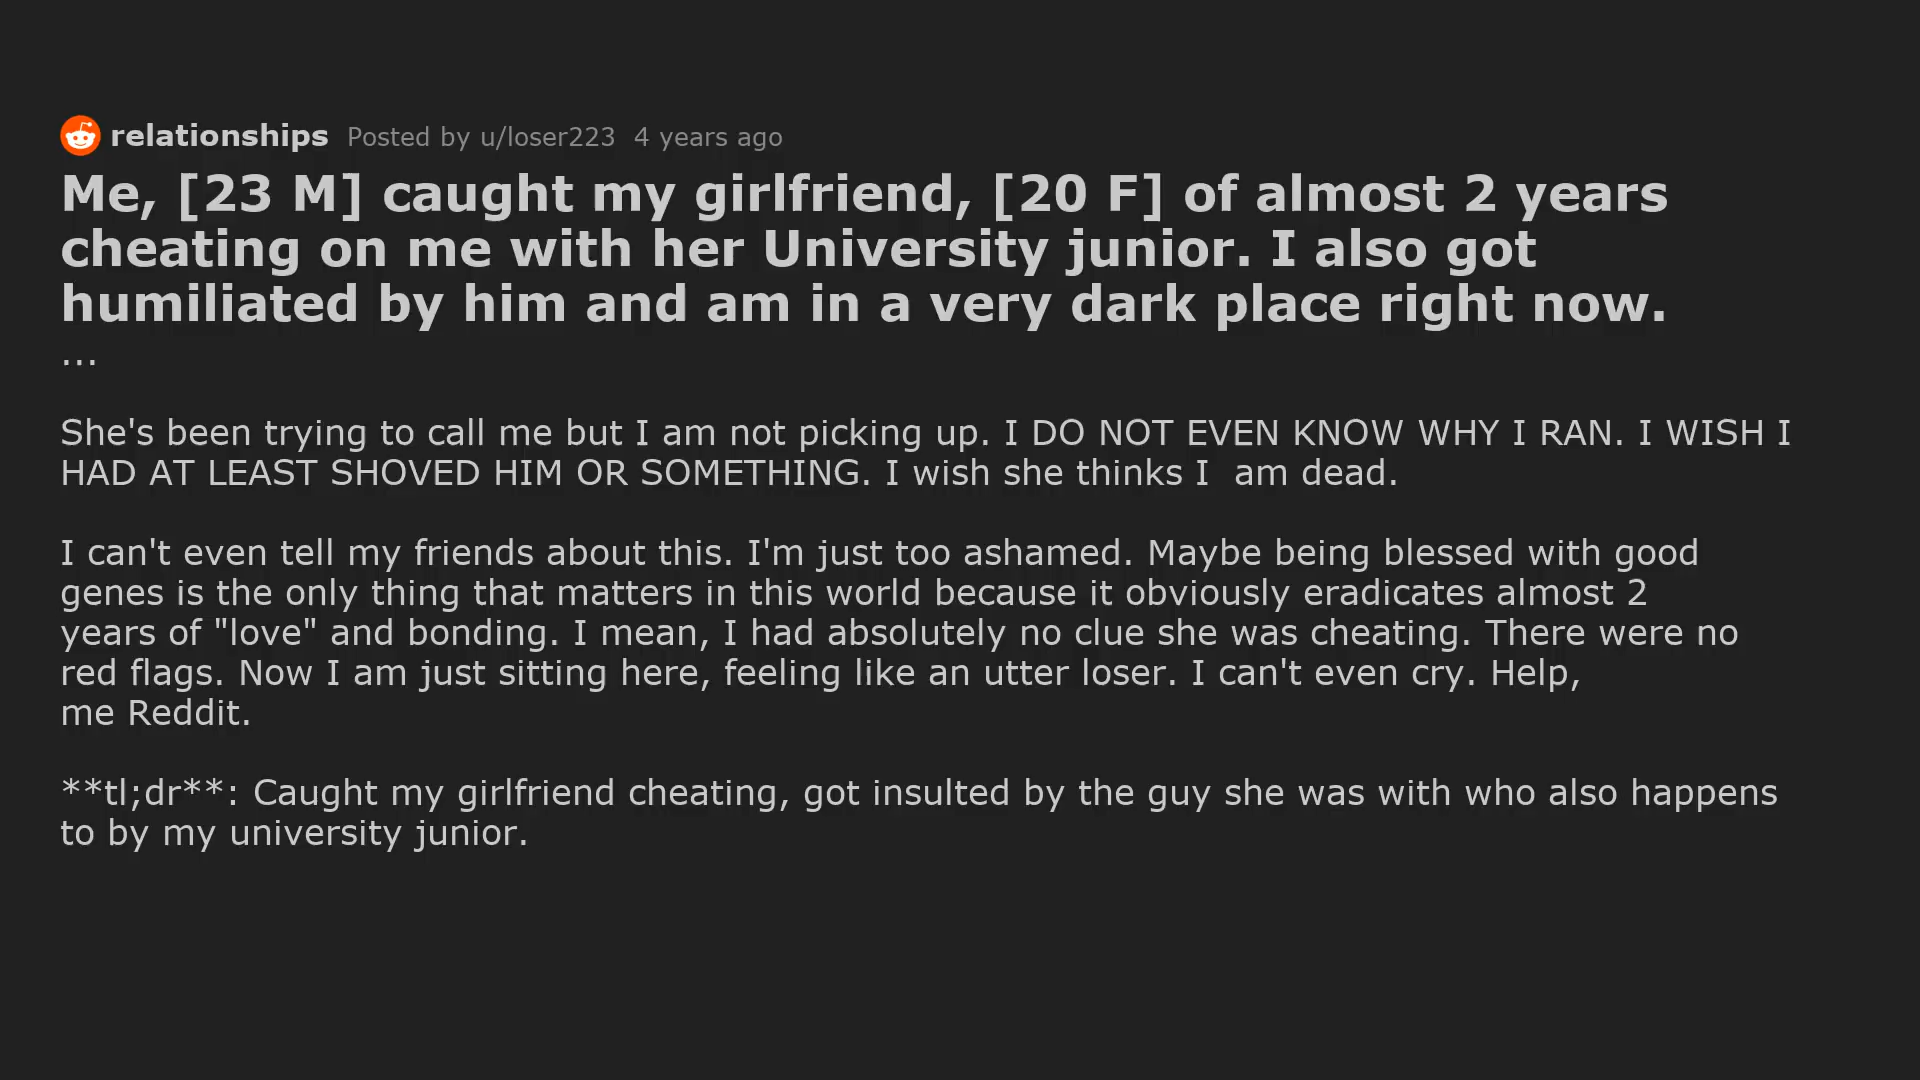 relationships Posted by u/loser223 4 years ago
Me, [23 M] caught my girlfriend, [20 F] of almost 2 years
cheating on me with her University junior. I also got
humiliated by him and am in a very dark place right now.
...
She's been trying to call me but I am not picking up. I DO NOT EVEN KNOW WHY I RAN. I WISH I
HAD AT LEAST SHOVED HIM OR SOMETHING. I wish she thinks I  am dead.
I can't even tell my friends about this. I'm just too ashamed. Maybe being blessed with good
genes is the only thing that matters in this world because it obviously eradicates almost 2
years of "love" and bonding. I mean, I had absolutely no clue she was cheating. There were no
red flags. Now I am just sitting here, feeling like an utter loser. I can't even cry. Help,
me Reddit.
**tl;dr**: Caught my girlfriend cheating, got insulted by the guy she was with who also happens
to by my university junior.